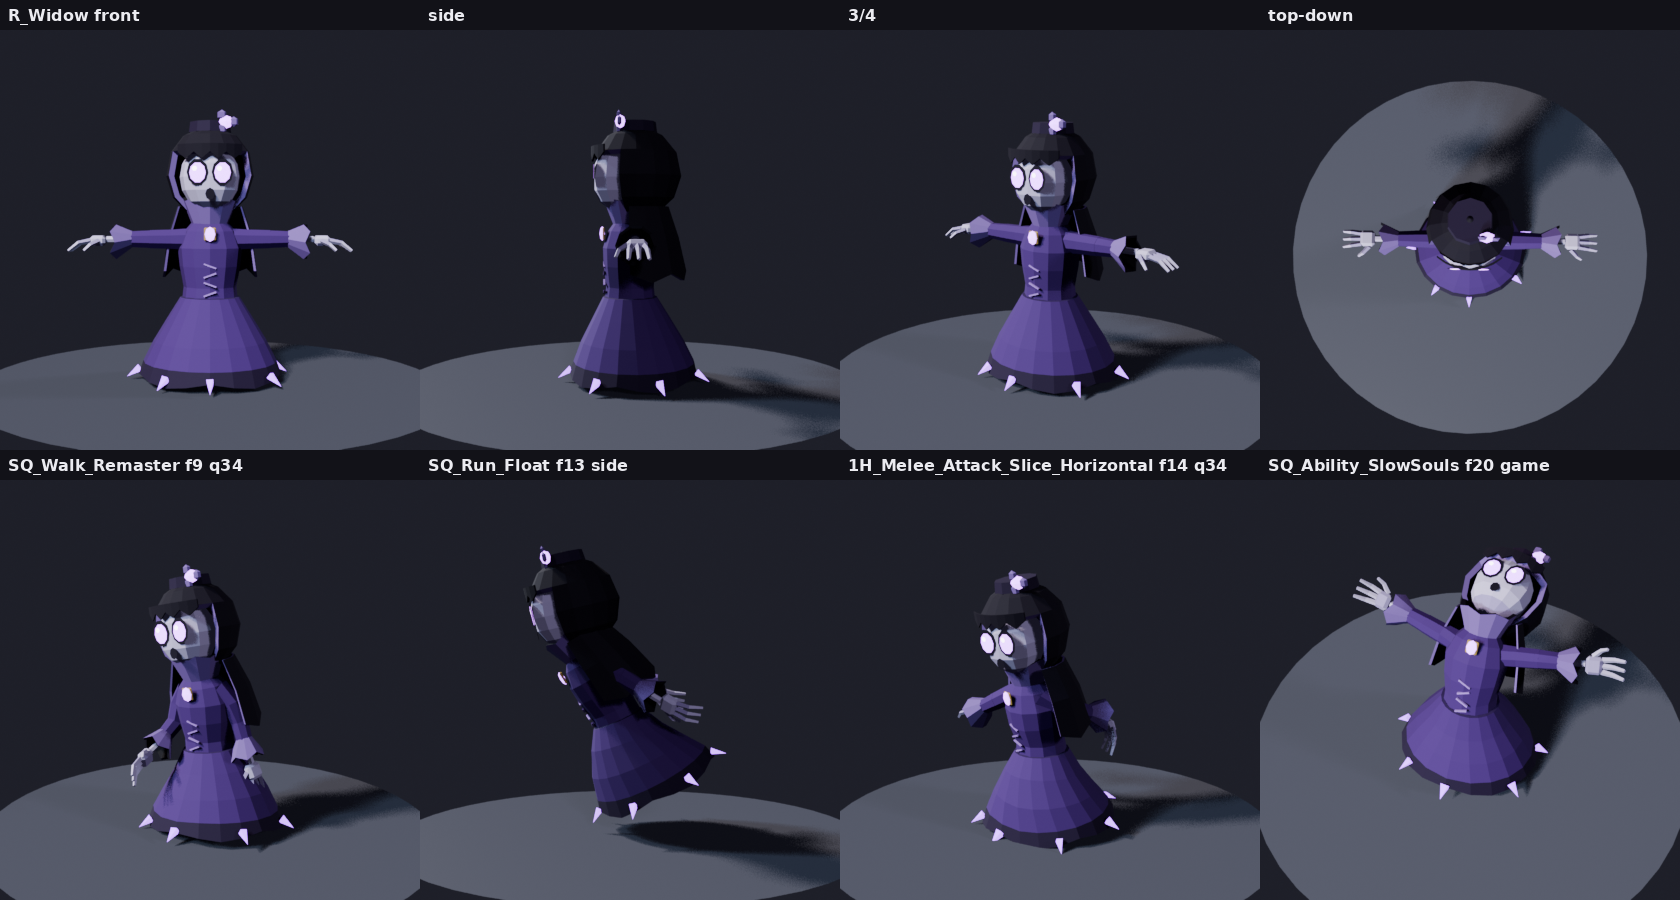 R_Widow front
side
3/4
top-down
SQ_Walk_Remaster f9 q34
SQ_Run_Float f13 side
1H_Melee_Attack_Slice_Horizontal f14 q34
SQ_Ability_SlowSouls f20 game